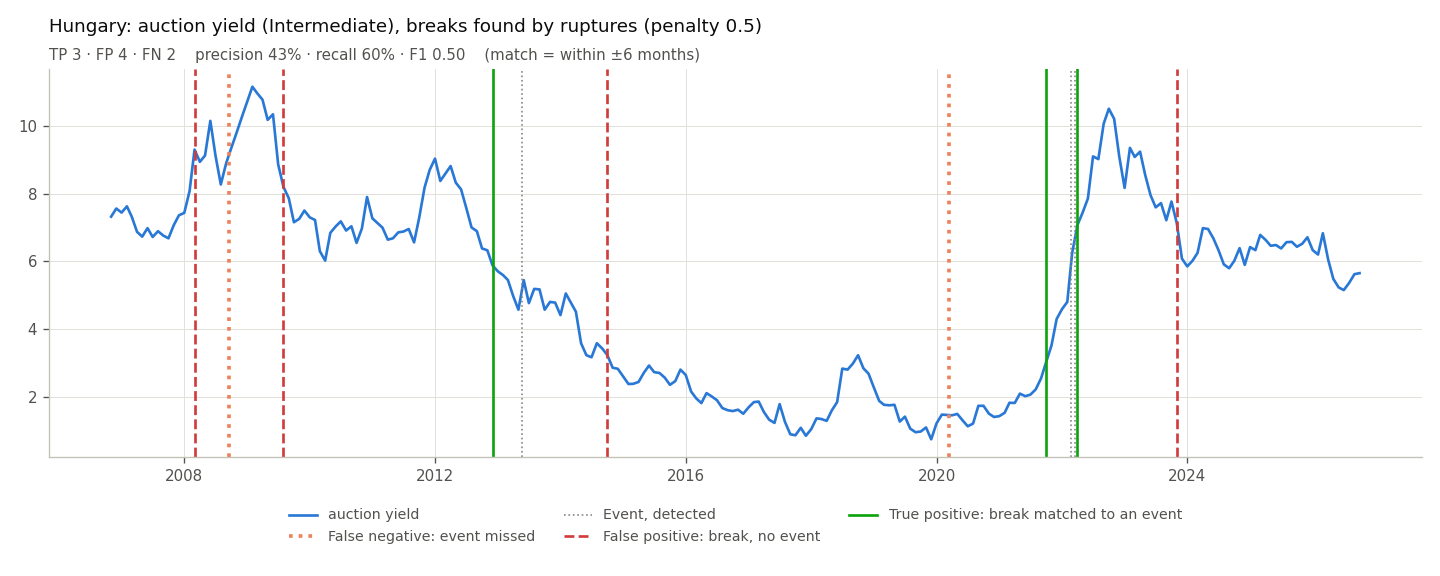 Hungary: auction yield (Intermediate), breaks found by ruptures (penalty 0.5)
TP 3 · FP 4 · FN 2    precision 43% · recall 60% · F1 0.50    (match = within ±6 months)
10
8
6
4
2
2008 2012 2016 2020 2024
auction yield Event, detected True positive: break matched to an event
False negative: event missed False positive: break, no event